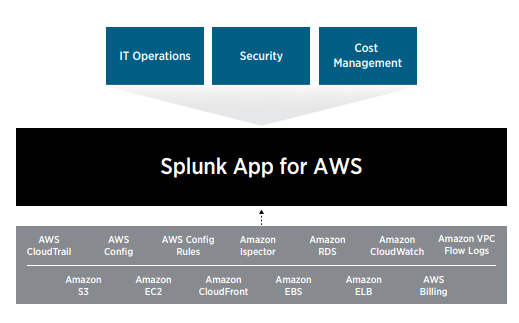 IT Operations
Security
Cost
Management
Splunk App for AWS
AWS
CloudTrail
AWS
Config
AWS Config
Rules
Amazon
Ispector
Amazon
RDS
Amazon
CloudWatch
Amazon VPC
Flow Logs
Amazon
S3
Amazon
EC2
Amazon
CloudFront
Amazon
EBS
Amazon
ELB
AWS
Billing